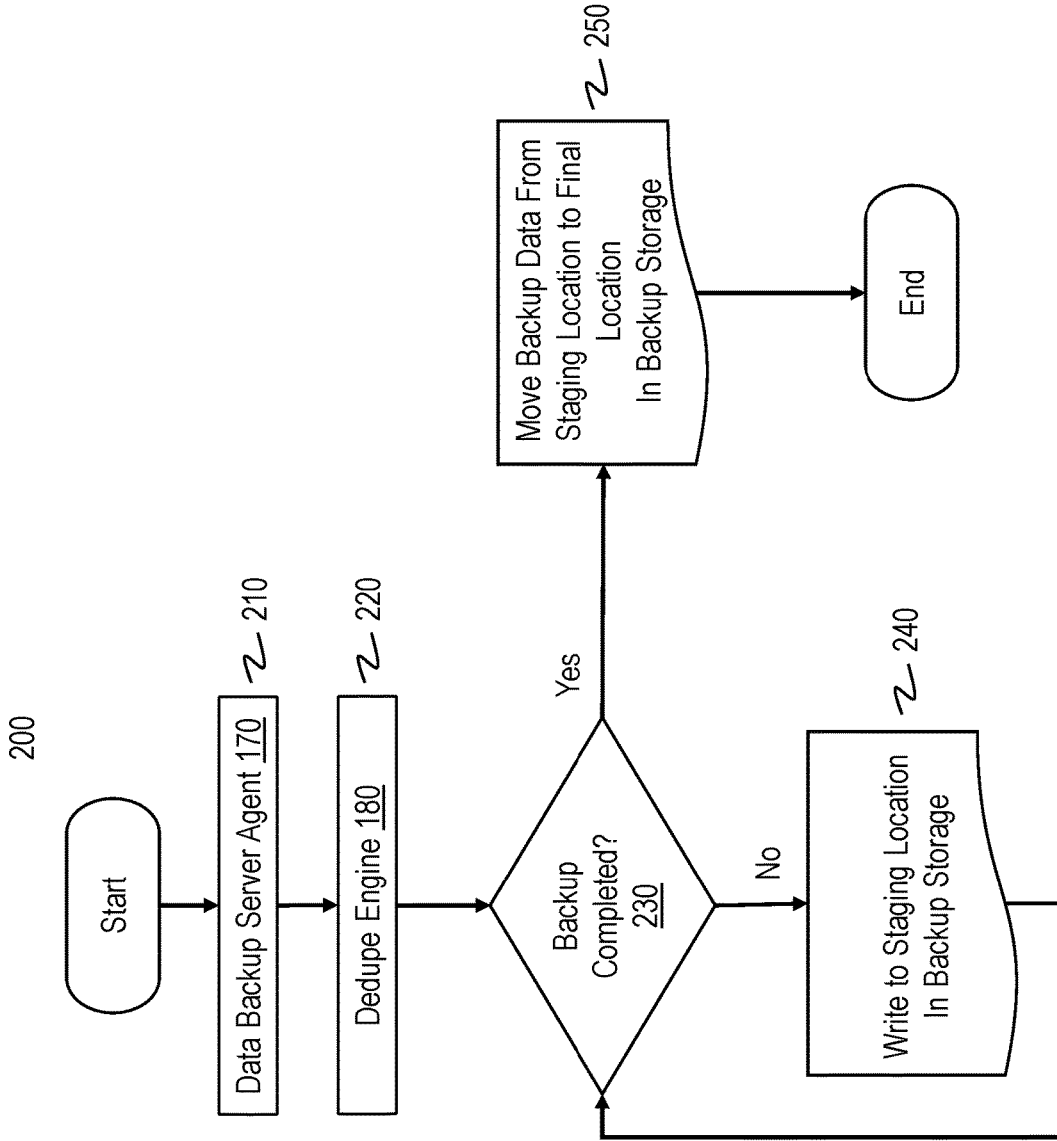 200
Start
Data Backup Server Agent 170
210
Dedupe Engine 180
220
Backup
Completed?
230
Yes
No
Write to Staging Location
In Backup Storage
240
Move Backup Data From
Staging Location to Final
Location
In Backup Storage
250
End